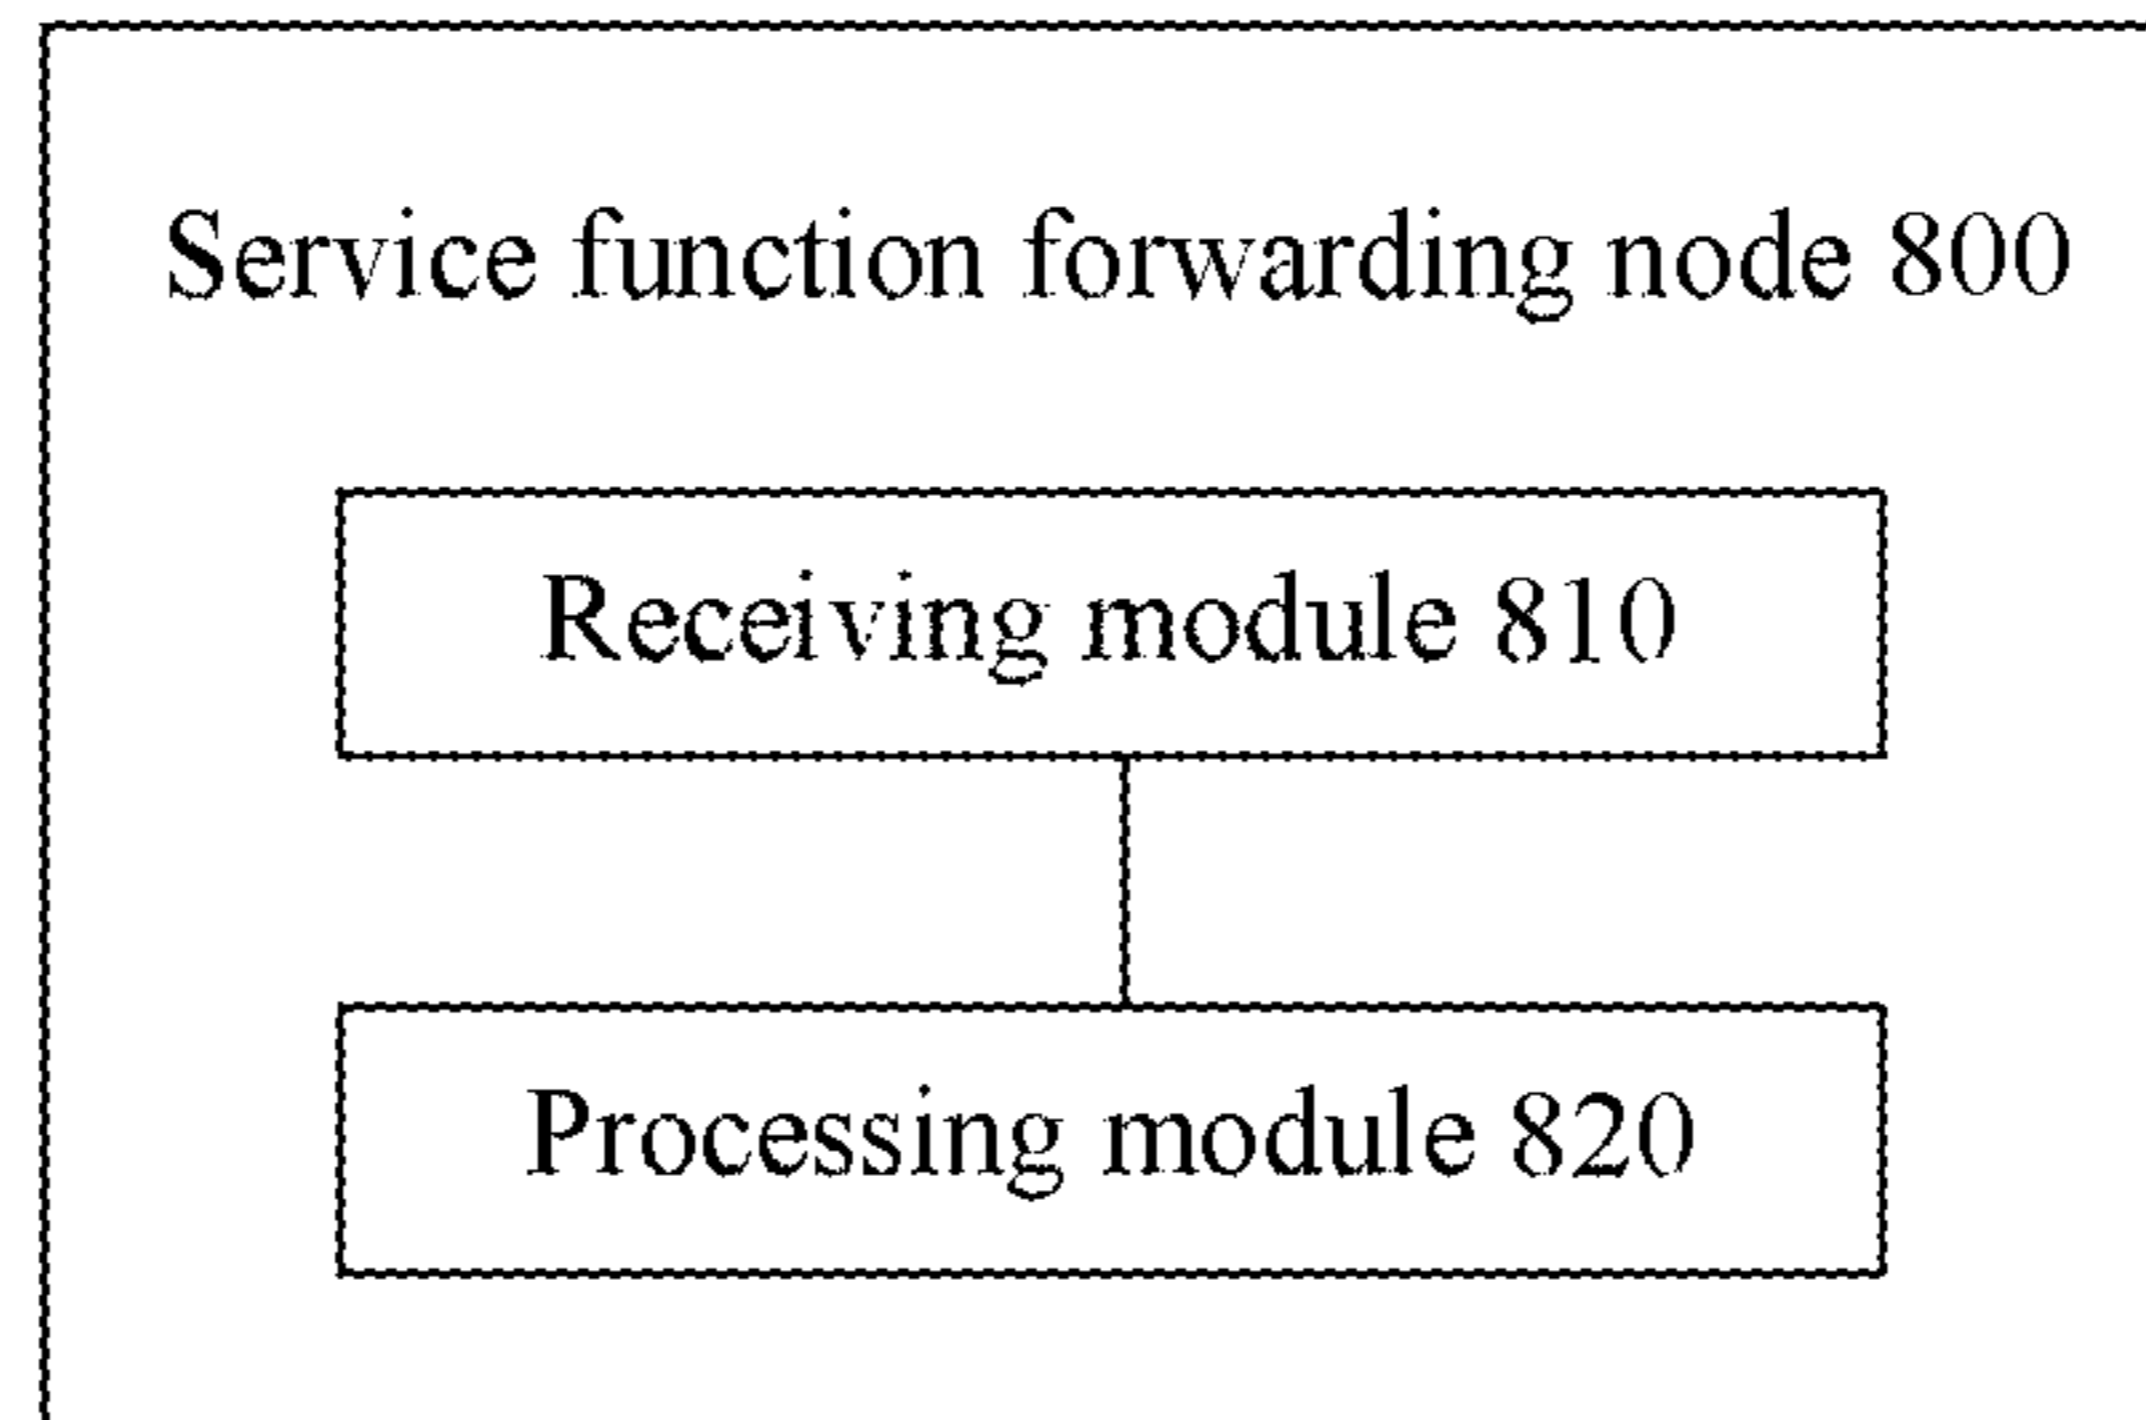 Service function forwarding node 800
Receiving module 810
Processing module 820